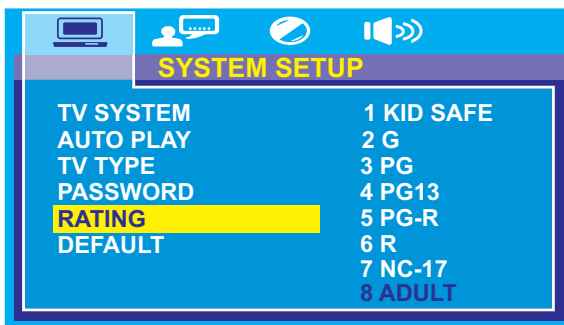 SYSTEM SETUP
TV SYSTEM
AUTO PLAY
TV TYPE
PASSWORD
RATING
DEFAULT
1 KID SAFE
2 G
3 PG
4 PG13
5 PG-R
6 R
7 NC-17
8 ADULT